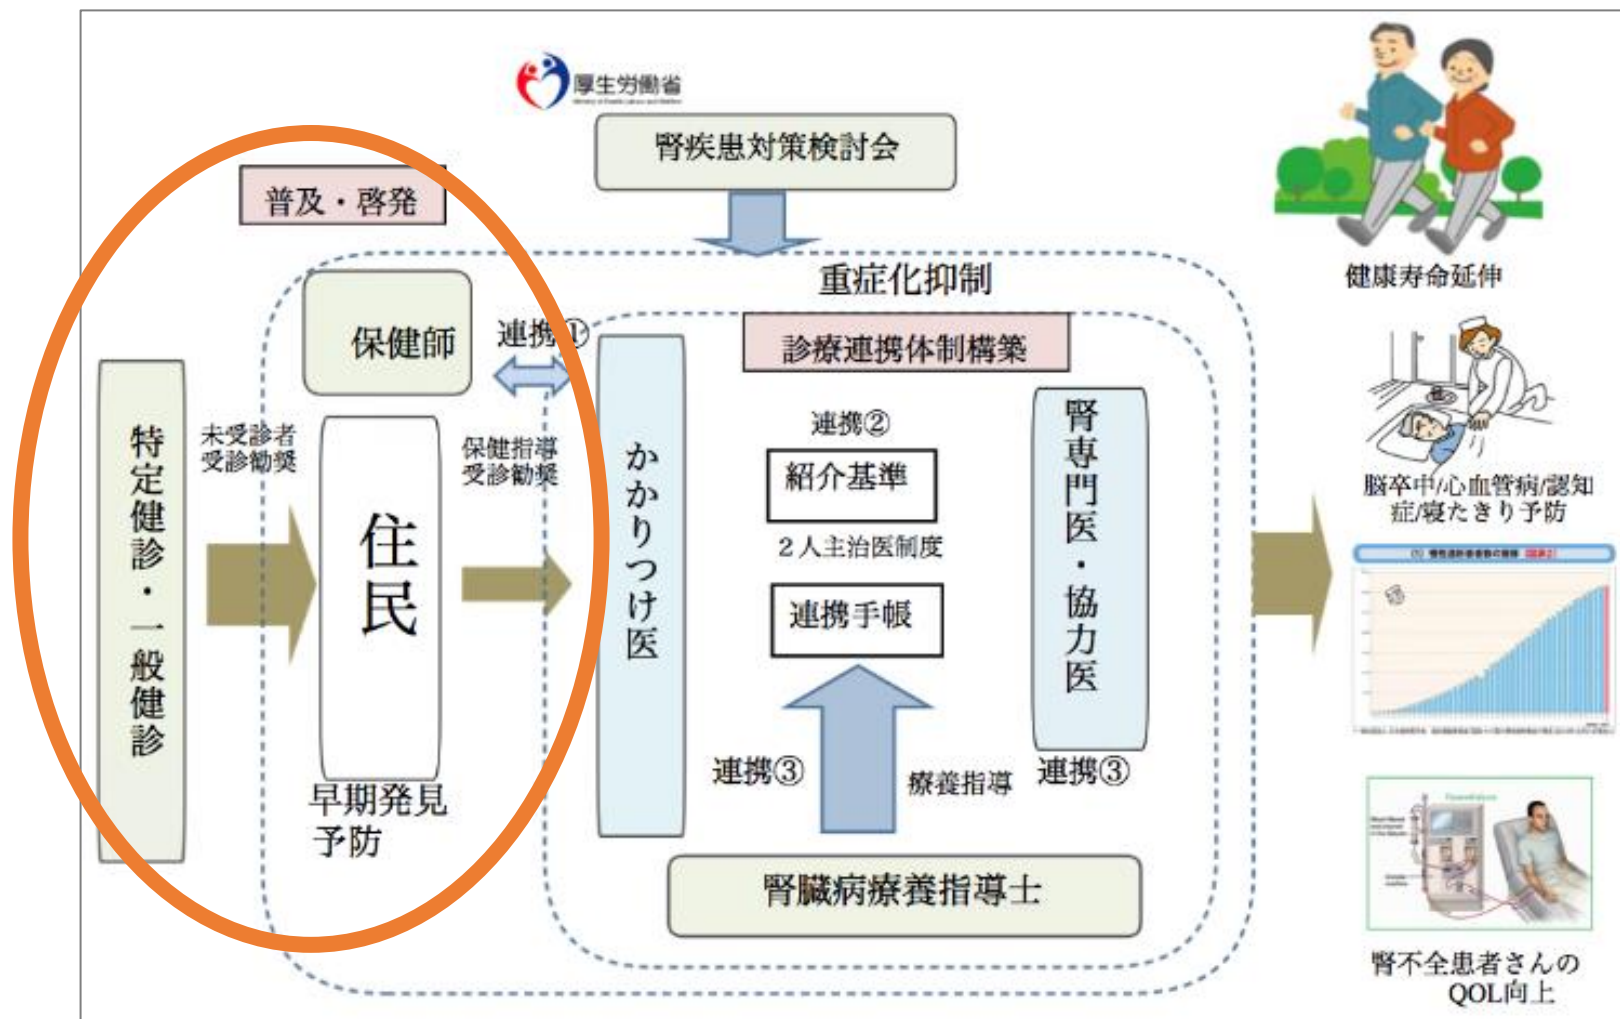 厚生労働省
腎疾患対策検討会
普及・啓発
重症化抑制
保健師
連携①
診療連携体制構築
特定健診・一般健診
未受診者
受診勧奨
住民
保健指導
受診勧奨
早期発見
予防
かかりつけ医
連携②
紹介基準
2人主治医制度
連携手帳
連携③
療養指導
腎専門医・協力医
連携③
腎臓病療養指導士
健康寿命延伸
脳卒中/心血管病/認知
症/寝たきり予防
腎不全患者さんの
QOL向上